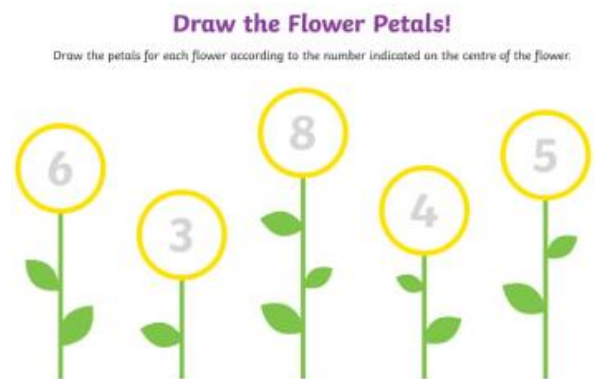 Draw the Flower Petals!
Draw the petals for each flower according to the number indicated on the centre of the flower.
6
3
8
4
5